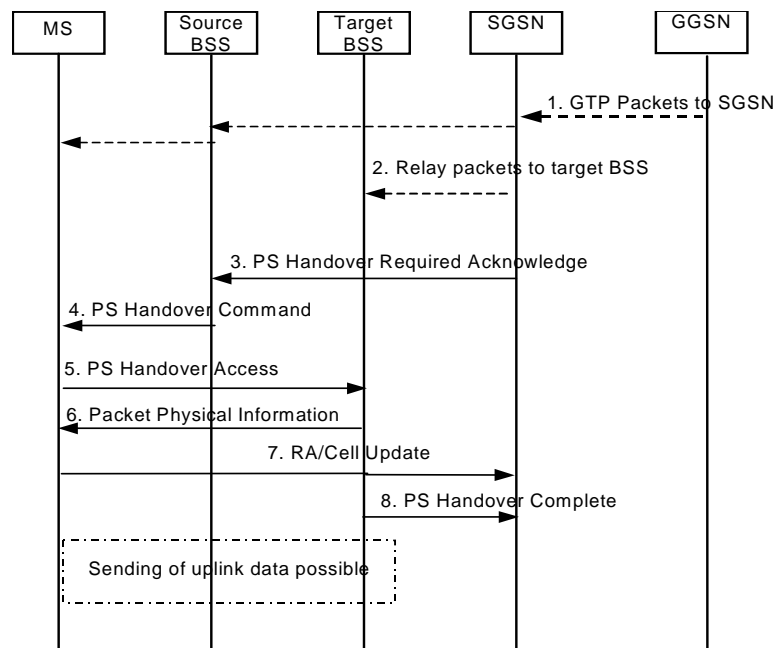 MS
Source
BSS
Target
BSS
SGSN
GGSN
1. GTP Packets to SGSN
2. Relay packets to target BSS
3. PS Handover Required Acknowledge
4. PS Handover Command
5. PS Handover Access
6. Packet Physical Information
7. RA/Cell Update
8. PS Handover Complete
Sending of uplink data possible